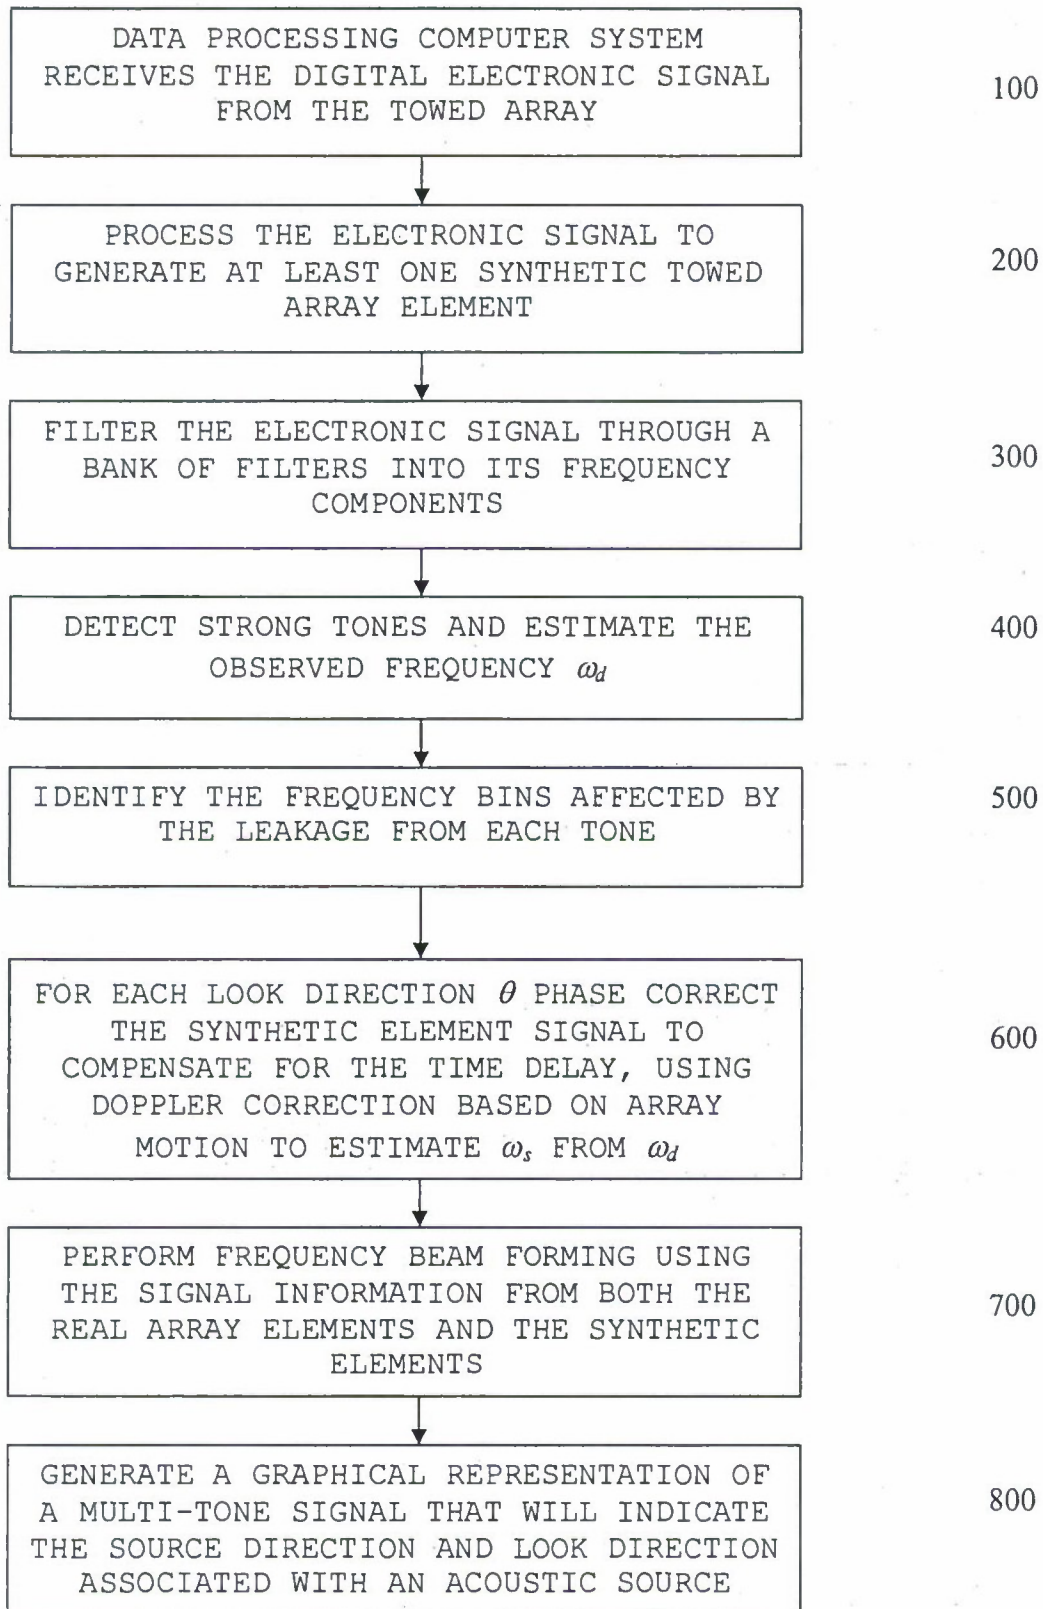 DATA PROCESSING COMPUTER SYSTEM
RECEIVES THE DIGITAL ELECTRONIC SIGNAL
FROM THE TOWED ARRAY
100
PROCESS THE ELECTRONIC SIGNAL TO
GENERATE AT LEAST ONE SYNTHETIC TOWED
ARRAY ELEMENT
200
FILTER THE ELECTRONIC SIGNAL THROUGH A
BANK OF FILTERS INTO ITS FREQUENCY
COMPONENTS
300
DETECT STRONG TONES AND ESTIMATE THE
OBSERVED FREQUENCY ω_d
400
IDENTIFY THE FREQUENCY BINS AFFECTED BY
THE LEAKAGE FROM EACH TONE
500
FOR EACH LOOK DIRECTION θ PHASE CORRECT
THE SYNTHETIC ELEMENT SIGNAL TO
COMPENSATE FOR THE TIME DELAY, USING
DOPPLER CORRECTION BASED ON ARRAY
MOTION TO ESTIMATE ω_s FROM ω_d
600
PERFORM FREQUENCY BEAM FORMING USING
THE SIGNAL INFORMATION FROM BOTH THE
REAL ARRAY ELEMENTS AND THE SYNTHETIC
ELEMENTS
700
GENERATE A GRAPHICAL REPRESENTATION OF
A MULTI-TONE SIGNAL THAT WILL INDICATE
THE SOURCE DIRECTION AND LOOK DIRECTION
ASSOCIATED WITH AN ACOUSTIC SOURCE
800